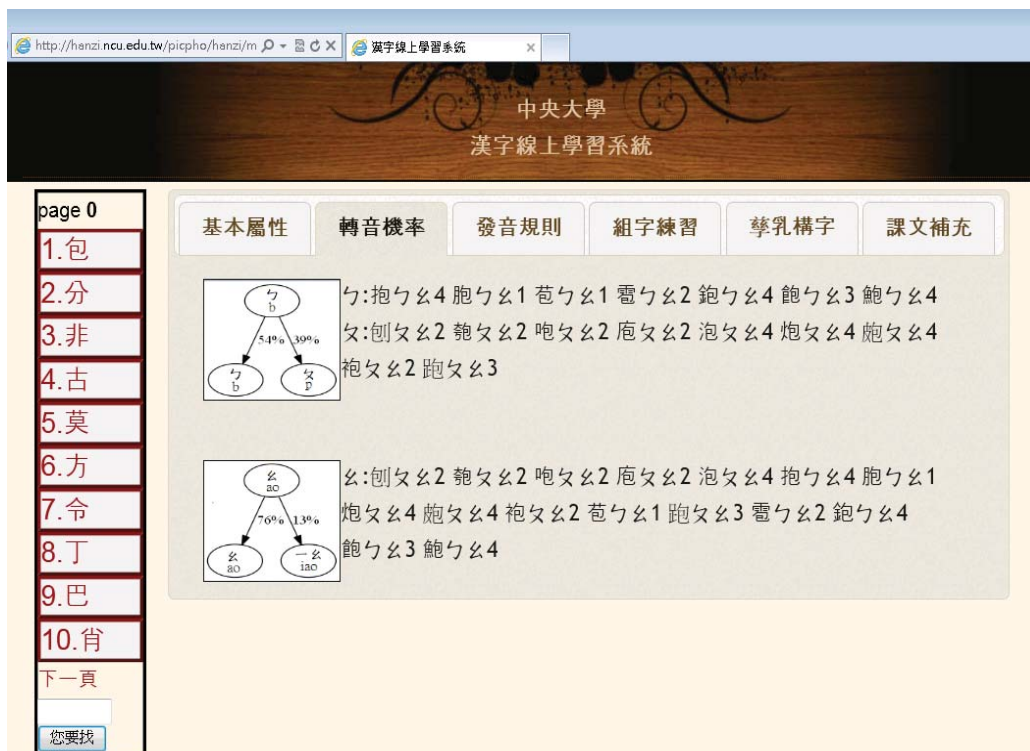 http://hanzi.ncu.edu.tw/picpho/hanzi/m
漢字線上學習系統
中央大學
漢字線上學習系統
page 0
1.包
2.分
3.非
4.古
5.莫
6.方
7.令
8.丁
9.巴
10.肖
下一頁
您要找
基本屬性 轉音機率 發音規則 組字練習 孳乳構字 課文補充
ㄅ
b
54% 39%
ㄅ ㄆ
b p
ㄅ:抱ㄅㄠ4 胞ㄅㄠ1 苞ㄅㄠ1 雹ㄅㄠ2 鉋ㄅㄠ4 飽ㄅㄠ3 鮑ㄅㄠ4
ㄆ:刨ㄆㄠ2 匏ㄆㄠ2 咆ㄆㄠ2 庖ㄆㄠ2 泡ㄆㄠ4 炮ㄆㄠ4 皰ㄆㄠ4
袍ㄆㄠ2 跑ㄆㄠ3
ㄠ
ao
76% 13%
ㄠ ㄧㄠ
ao iao
ㄠ:刨ㄆㄠ2 匏ㄆㄠ2 咆ㄆㄠ2 庖ㄆㄠ2 泡ㄆㄠ4 抱ㄅㄠ4 胞ㄅㄠ1
炮ㄆㄠ4 皰ㄆㄠ4 袍ㄆㄠ2 苞ㄅㄠ1 跑ㄆㄠ3 雹ㄅㄠ2 鉋ㄅㄠ4
飽ㄅㄠ3 鮑ㄅㄠ4